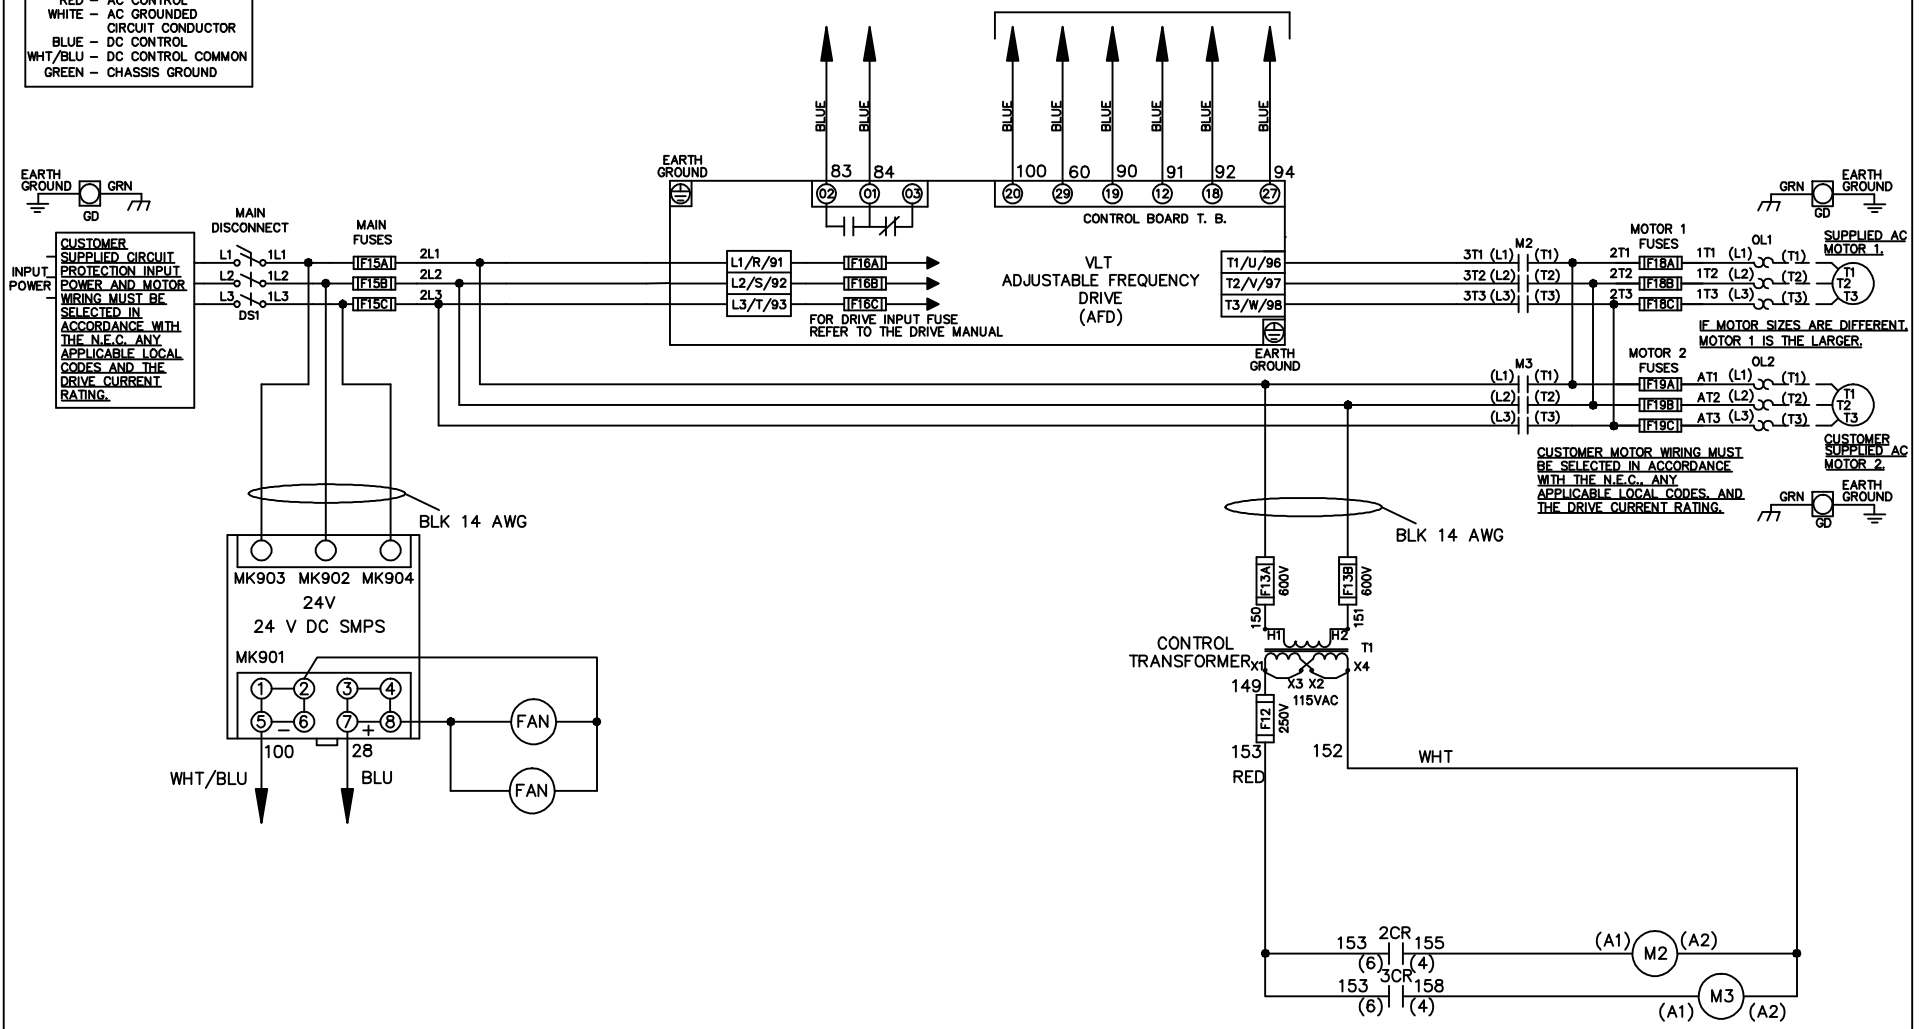 RED – AC CONTROL
WHITE – AC GROUNDED
CIRCUIT CONDUCTOR
BLUE – DC CONTROL
WHT/BLU – DC CONTROL COMMON
GREEN – CHASSIS GROUND
BLUE
BLUE
BLUE
BLUE
BLUE
BLUE
BLUE
BLUE
EARTH
GROUND
83
84
100
60
90
91
92
94
02
01
03
20
29
19
12
18
27
CONTROL BOARD T. B.
EARTH
GROUND
GRN
GD
MAIN
DISCONNECT
MAIN
FUSES
INPUT
POWER
CUSTOMER
SUPPLIED CIRCUIT
PROTECTION INPUT
POWER AND MOTOR
WIRING MUST BE
SELECTED IN
ACCORDANCE WITH
THE N.E.C. ANY
APPLICABLE LOCAL
CODES AND THE
DRIVE CURRENT
RATING.
L1
1L1
L2
1L2
L3
1L3
DS1
F15A
F15B
F15C
2L1
2L2
2L3
L1/R/91
L2/S/92
L3/T/93
F16A
F16B
F16C
FOR DRIVE INPUT FUSE
REFER TO THE DRIVE MANUAL
VLT
ADJUSTABLE FREQUENCY
DRIVE
(AFD)
T1/U/96
T2/V/97
T3/W/98
EARTH
GROUND
M2
3T1 (L1) (T1)
3T2 (L2) (T2)
3T3 (L3) (T3)
2T1
2T2
2T3
MOTOR 1
FUSES
F18A
F18B
F18C
OL1
1T1 (L1) (T1)
1T2 (L2) (T2)
1T3 (L3) (T3)
T1
T2
T3
GRN
GD
EARTH
GROUND
SUPPLIED AC
MOTOR 1.
IF MOTOR SIZES ARE DIFFERENT,
MOTOR 1 IS THE LARGER.
M3
(L1) (T1)
(L2) (T2)
(L3) (T3)
MOTOR 2
FUSES
F19A
F19B
F19C
OL2
AT1 (L1) (T1)
AT2 (L2) (T2)
AT3 (L3) (T3)
T1
T2
T3
CUSTOMER
SUPPLIED AC
MOTOR 2.
CUSTOMER MOTOR WIRING MUST
BE SELECTED IN ACCORDANCE
WITH THE N.E.C., ANY
APPLICABLE LOCAL CODES, AND
THE DRIVE CURRENT RATING.
GRN
GD
EARTH
GROUND
BLK 14 AWG
BLK 14 AWG
MK903 MK902 MK904
24V
24 V DC SMPS
MK901
1 2 3 4
5 6 7 8
– +
100
28
WHT/BLU
BLU
FAN
FAN
F13A
600V
F13B
600V
150
151
H1
H2
T1
CONTROL
TRANSFORMER
X1
X4
X3 X2
115VAC
149
F12
250V
153
RED
152
WHT
2CR
153
155
(6)
(4)
(A1)
M2
(A2)
3CR
153
158
(6)
(4)
(A1)
M3
(A2)